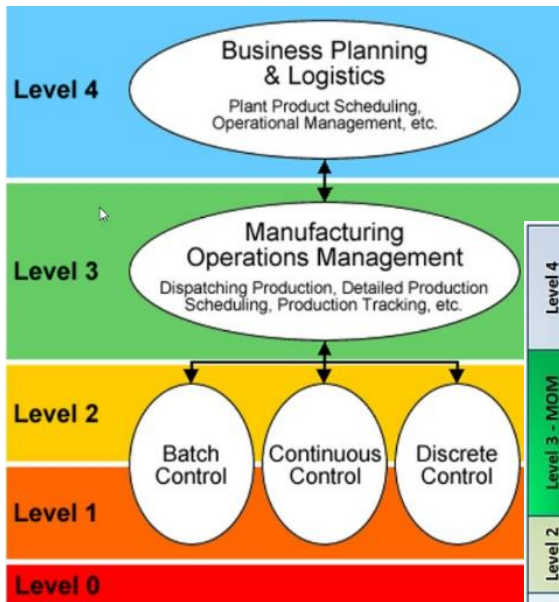 Level 4
Business Planning
& Logistics
Plant Product Scheduling,
Operational Management, etc.
Level 3
Manufacturing
Operations Management
Dispatching Production, Detailed Production
Scheduling, Production Tracking, etc.
Level 2
Level 1
Batch
Control
Continuous
Control
Discrete
Control
Level 0
Level 4
Level 3 - MOM
Level 2